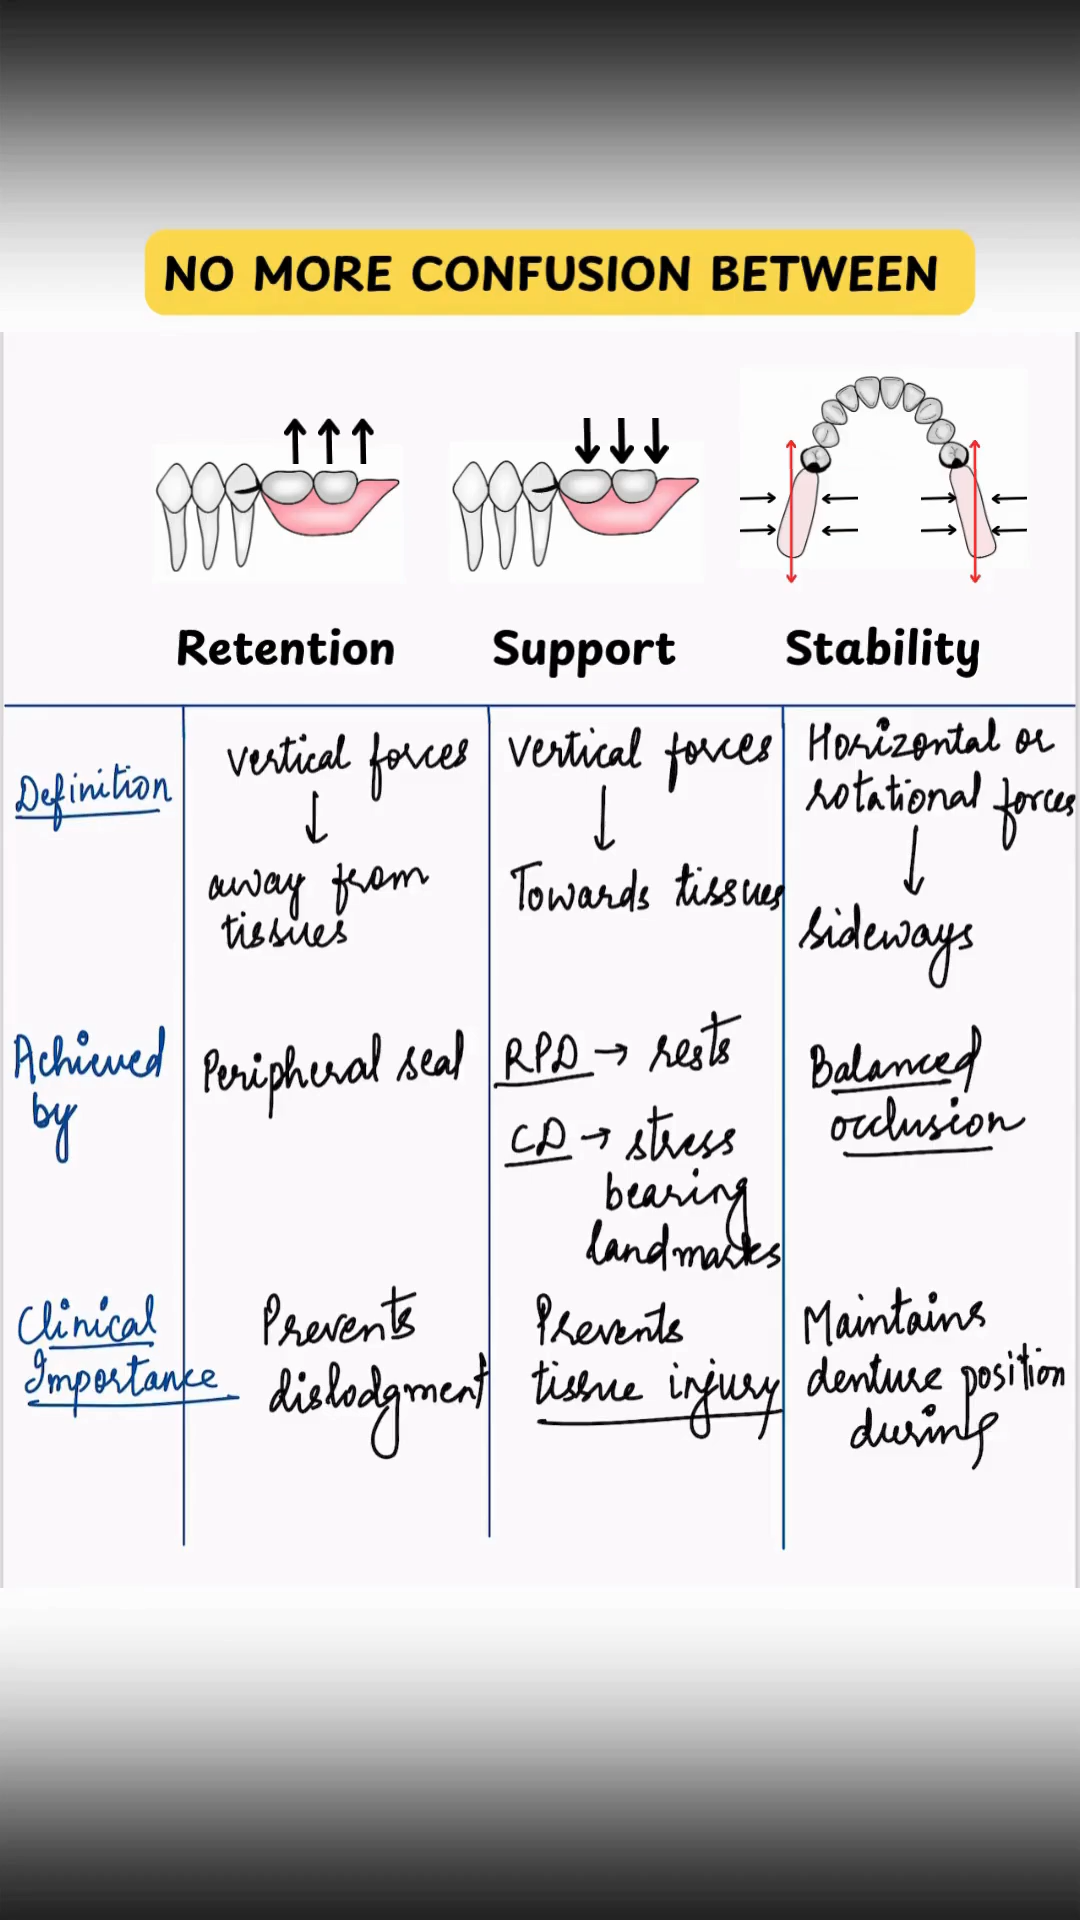 NO MORE CONFUSION BETWEEN
Retention
Support
Stability
Definition
Vertical forces
↓
away from
tissues
Vertical forces
↓
Towards tissues
Horizontal or
rotational forces
↓
sideways
Achieved
by
Peripheral seal
RPD → rests
CD → stress
bearing
landmarks
Balanced
occlusion
Clinical
Importance
Prevents
dislodgment
Prevents
tissue injury
Maintains
denture position
during